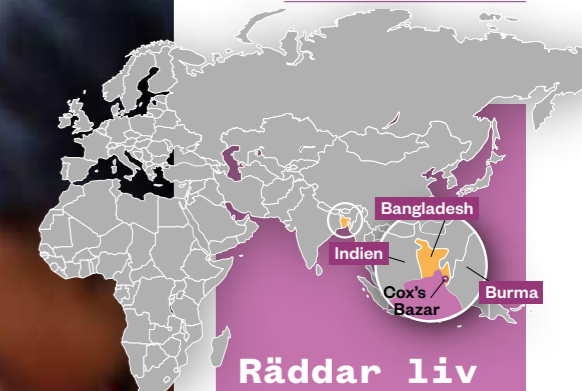 Bangladesh
Indien
Cox's
Bazar
Burma
Räddar liv